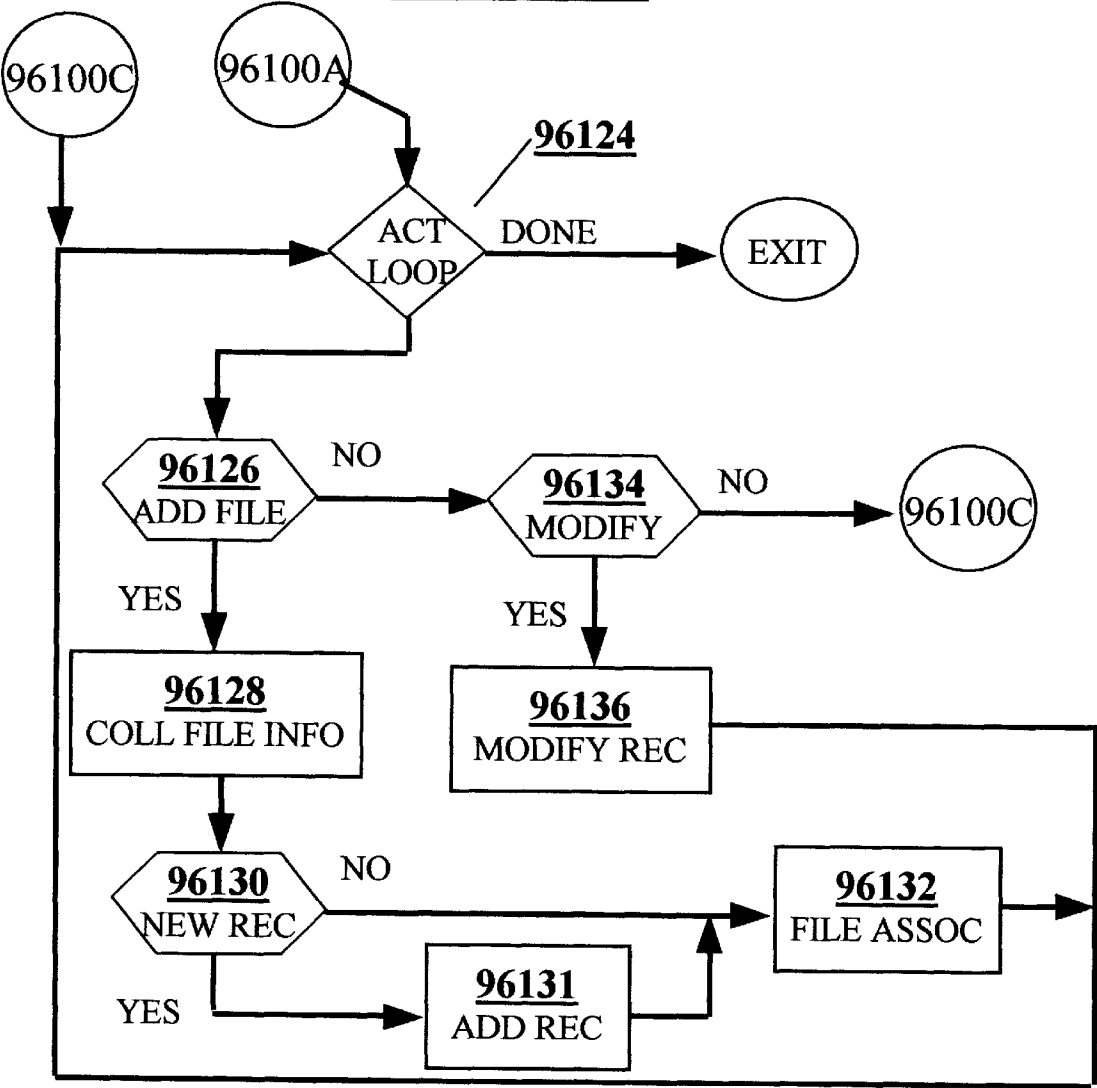 96100C
96100A
96124
ACT
LOOP
DONE
EXIT
96126
ADD FILE
NO
96134
MODIFY
NO
96100C
YES
YES
96128
COLL FILE INFO
96136
MODIFY REC
96130
NEW REC
NO
96132
FILE ASSOC
YES
96131
ADD REC